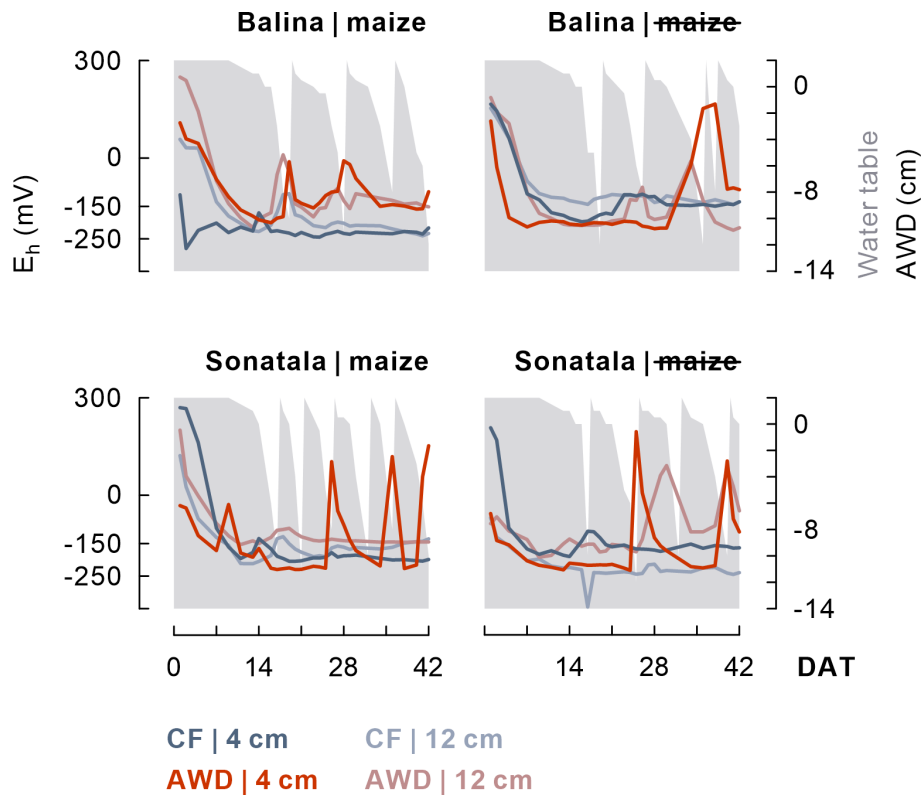 Balina | maize
Balina | maize
300
0
-150
-250
Eh (mV)
0
-8
-14
Water table
AWD (cm)
Sonatala | maize
Sonatala | maize
300
0
-150
-250
0
-8
-14
0 14 28 42
14 28 42
DAT
CF | 4 cm
CF | 12 cm
AWD | 4 cm
AWD | 12 cm